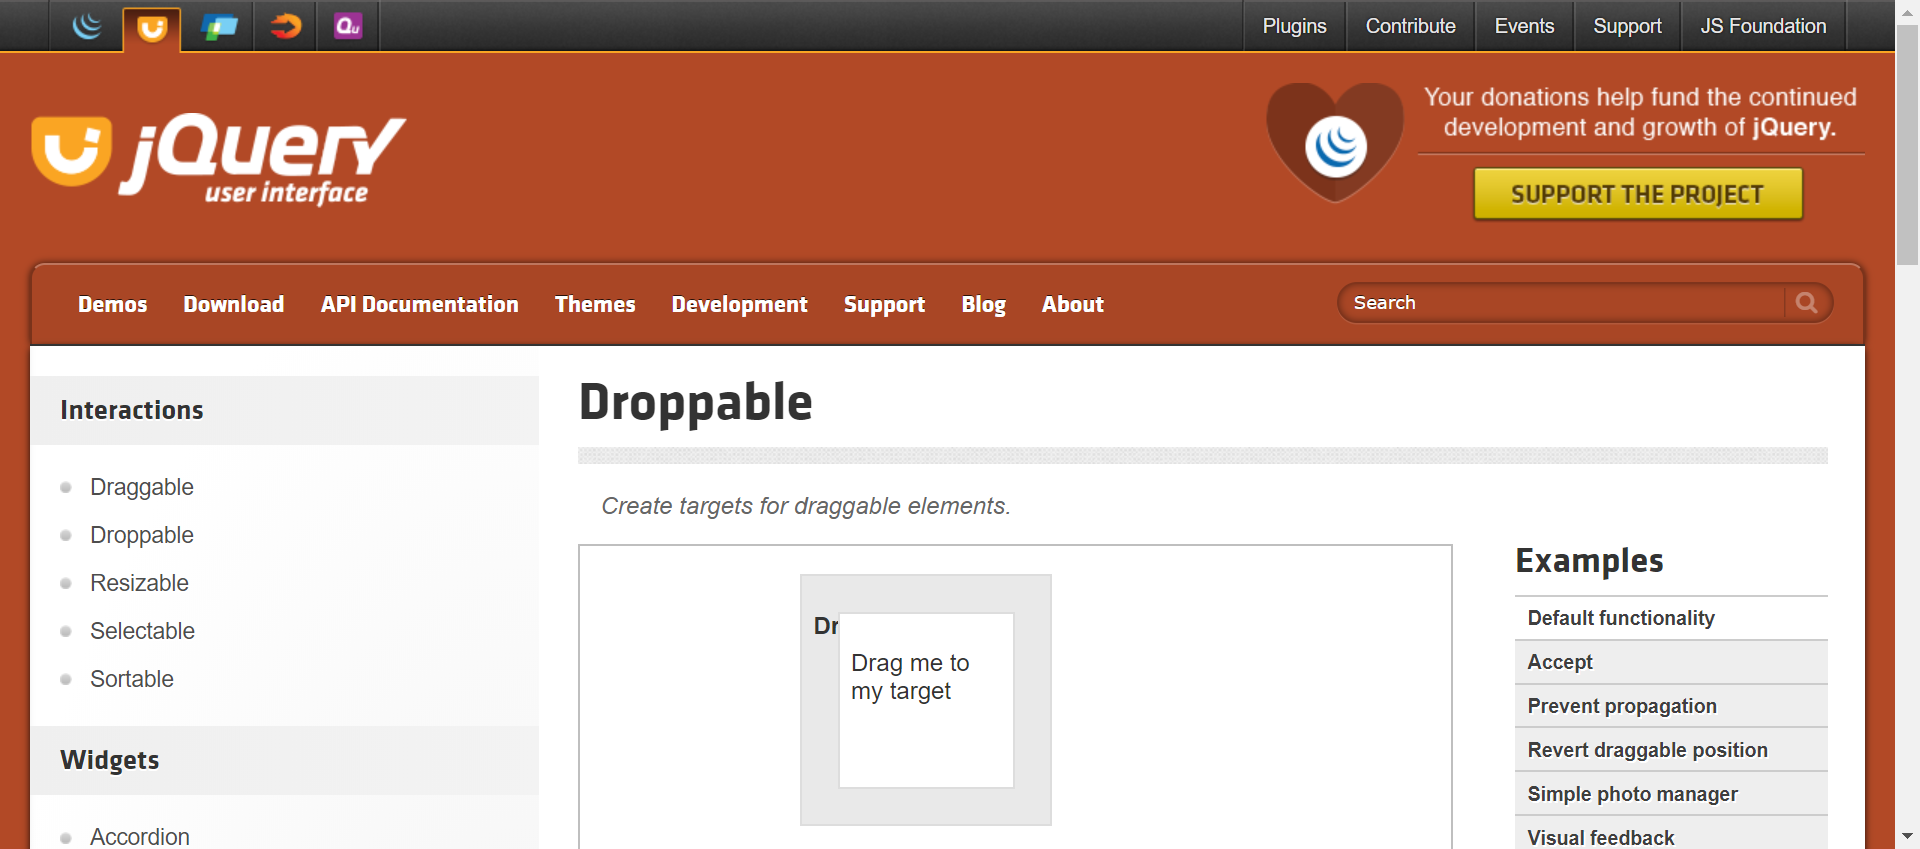 Plugins
Contribute
Events
Support
JS Foundation
Qu
jQuery
user interface
Your donations help fund the continued
development and growth of jQuery.
SUPPORT THE PROJECT
Demos
Download
API Documentation
Themes
Development
Support
Blog
About
Search
Interactions
Draggable
Droppable
Resizable
Selectable
Sortable
Widgets
Accordion
Droppable
Create targets for draggable elements.
Dr
Drag me to
my target
Examples
Default functionality
Accept
Prevent propagation
Revert draggable position
Simple photo manager
Visual feedback